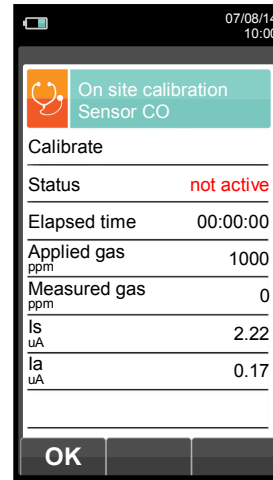 07/08/14
10:00
On site calibration
Sensor CO
Calibrate
Status not active
Elapsed time 00:00:00
Applied gas 1000
ppm
Measured gas 0
ppm
Is 2.22
uA
Ia 0.17
uA
OK